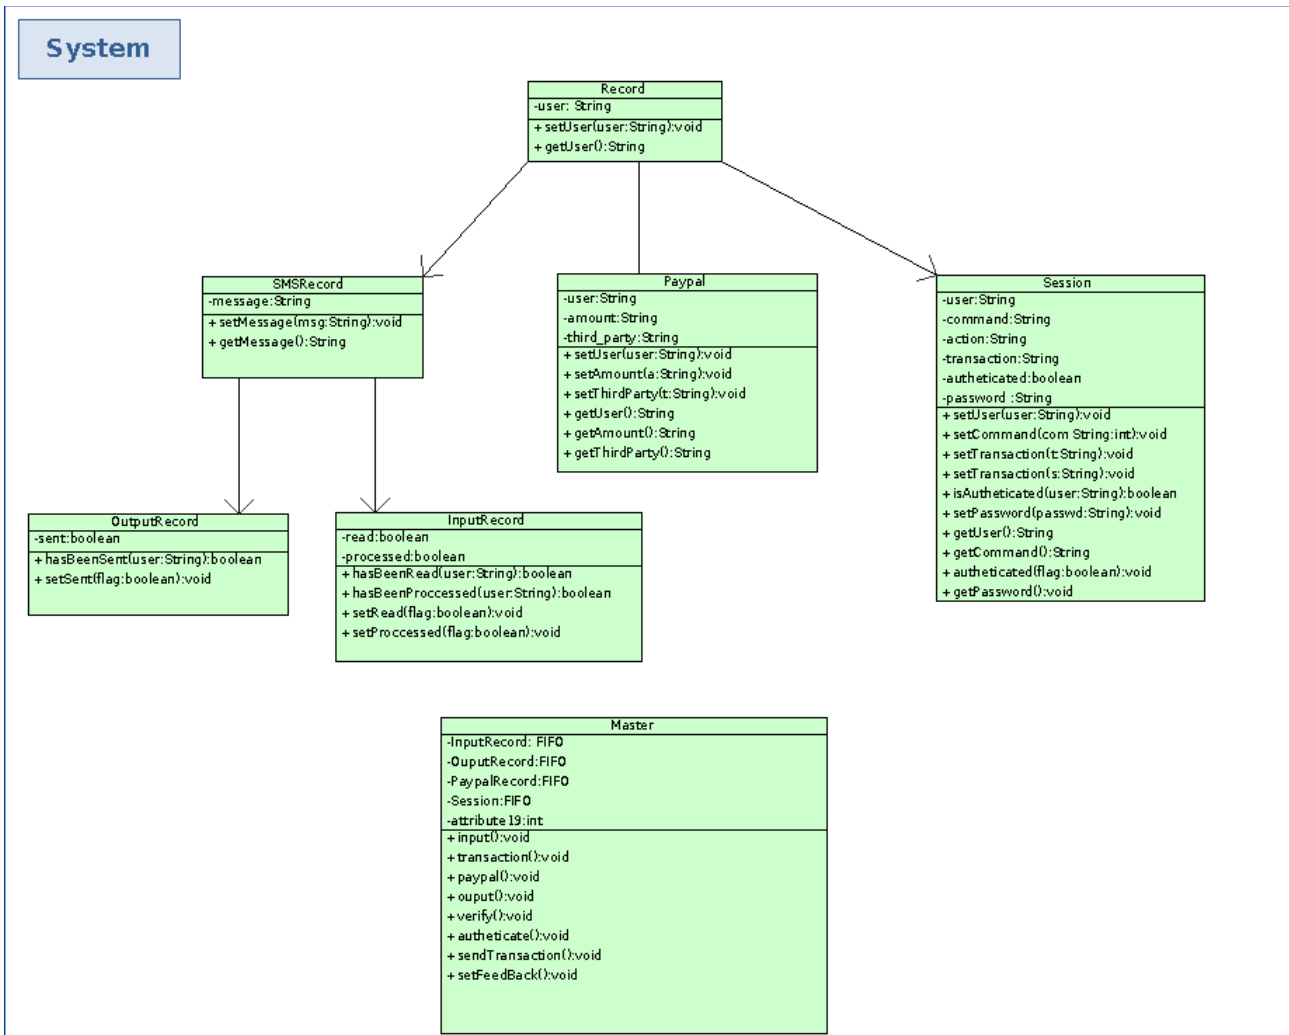 System
Record
-user: String
+ setUser(user:String):void
+ getUser():String
SMSRecord
-message:String
+ setMessage(msg:String):void
+ getMessage():String
Paypal
-user:String
-amount:String
-third_party:String
+ setUser(user:String):void
+ setAmount(a:String):void
+ setThirdParty(t:String):void
+ getUser():String
+ getAmount():String
+ getThirdParty():String
Session
-user:String
-command:String
-action:String
-transaction:String
-autheticated:boolean
-password :String
+ setUser(user:String):void
+ setCommand(com String:int):void
+ setTransaction(t:String):void
+ setTransaction(s:String):void
+ isAutheticated(user:String):boolean
+ setPassword(passwd:String):void
+ getUser():String
+ getCommand():String
+ autheticated(flag:boolean):void
+ getPassword():void
OutputRecord
-sent:boolean
+ hasBeenSent(user:String):boolean
+ setSent(flag:boolean):void
InputRecord
-read:boolean
-processed:boolean
+ hasBeenRead(user:String):boolean
+ hasBeenProccessed(user:String):boolean
+ setRead(flag:boolean):void
+ setProccessed(flag:boolean):void
Master
-InputRecord: FIFO
-OuputRecord:FIFO
-PaypalRecord:FIFO
-Session:FIFO
-attribute19:int
+ input():void
+ transaction():void
+ paypal():void
+ ouput():void
+ verify():void
+ autheticate():void
+ sendTransaction():void
+ setFeedBack():void